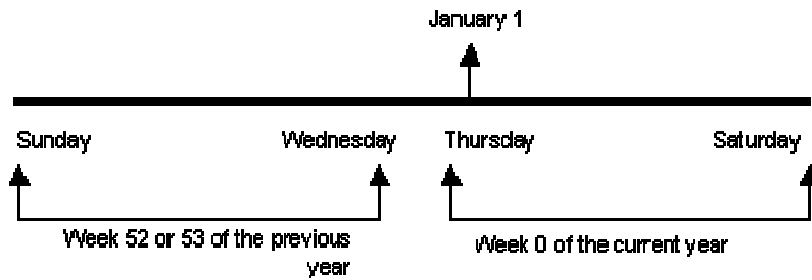 January 1
Sunday Wednesday Thursday Saturday
Week 52 or 53 of the previous
year
Week 0 of the current year